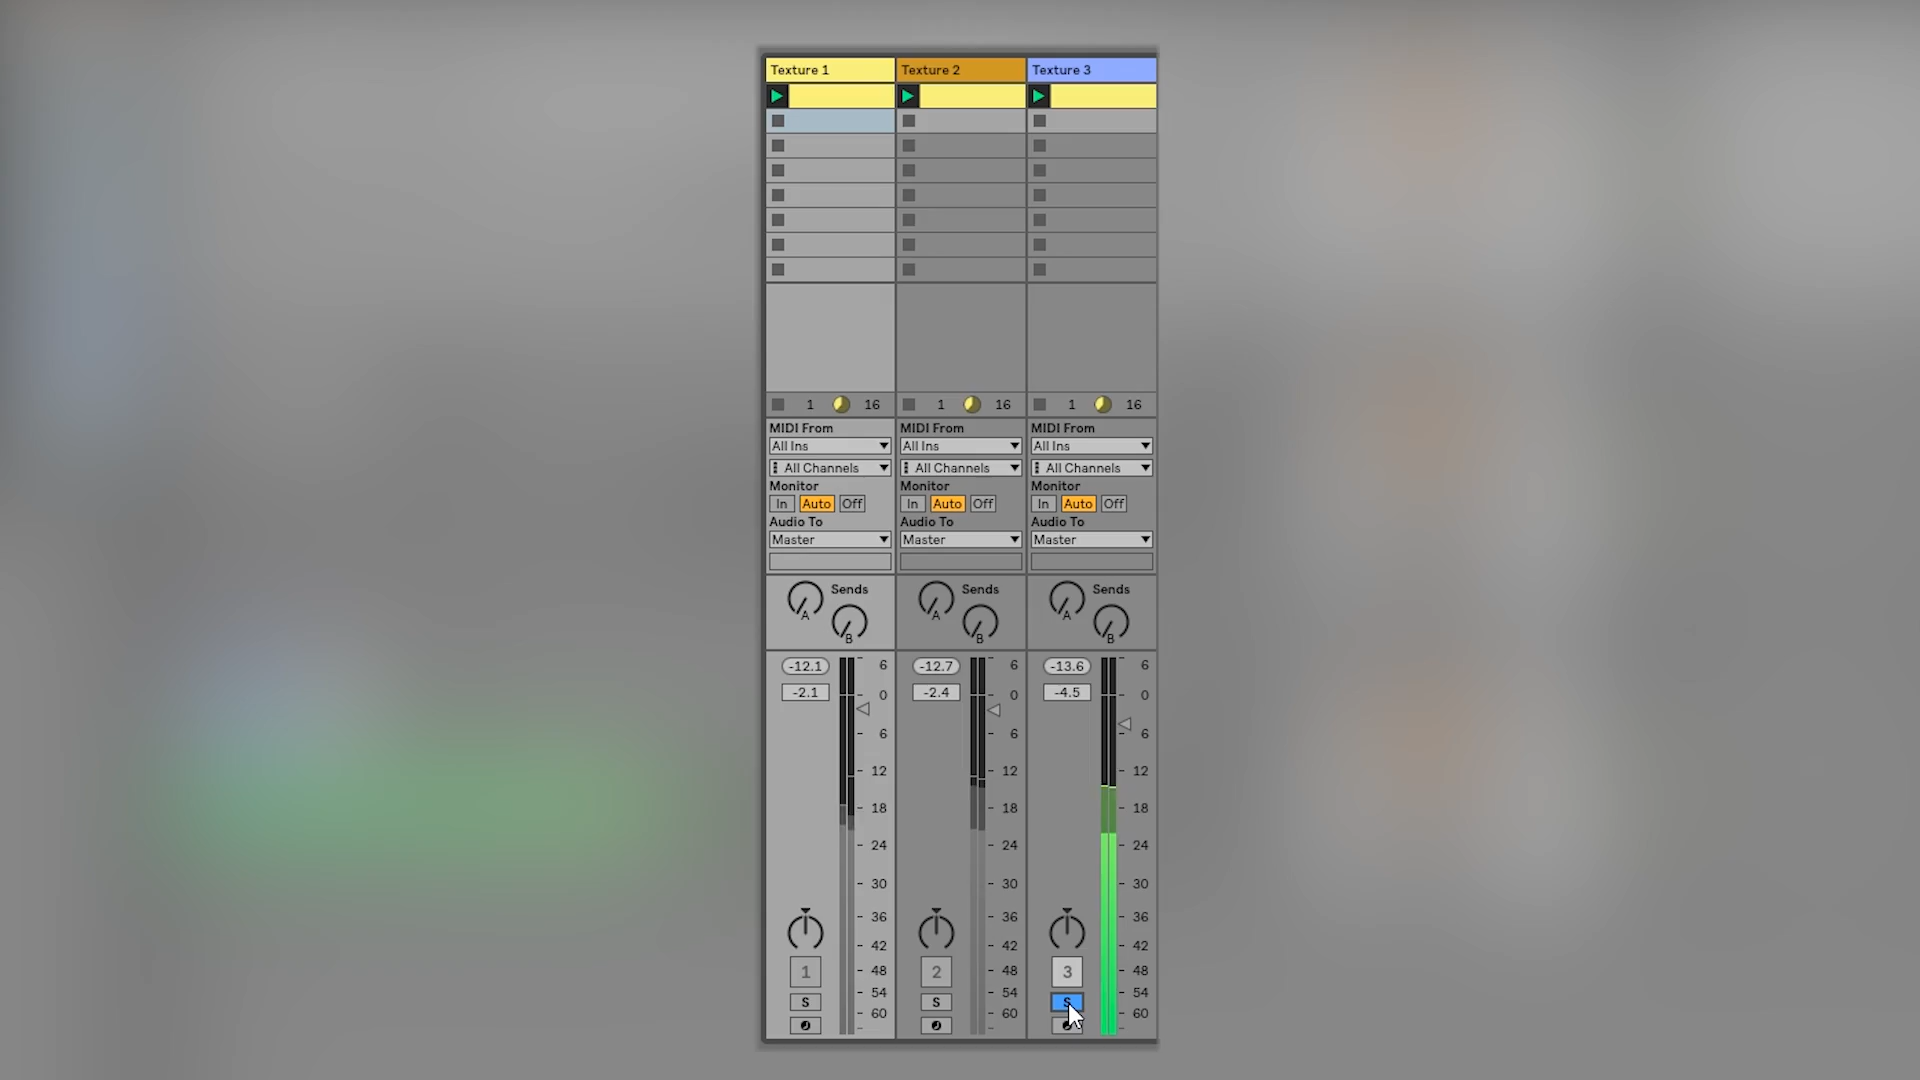 Texture 1 Texture 2 Texture 3
1 16 1 16 1 16
MIDI From MIDI From MIDI From
All Ins All Ins All Ins
All Channels All Channels All Channels
Monitor Monitor Monitor
In Auto Off In Auto Off In Auto Off
Audio To Audio To Audio To
Master Master Master
Sends Sends Sends
A A A
B B B
-12.1 6 -12.7 6 -13.6 6
-2.1 0 -2.4 0 -4.5 0
6 6 6
12 12 12
18 18 18
24 24 24
30 30 30
36 36 36
42 42 42
1 48 2 48 3 48
54 54 54
S S S
60 60 60